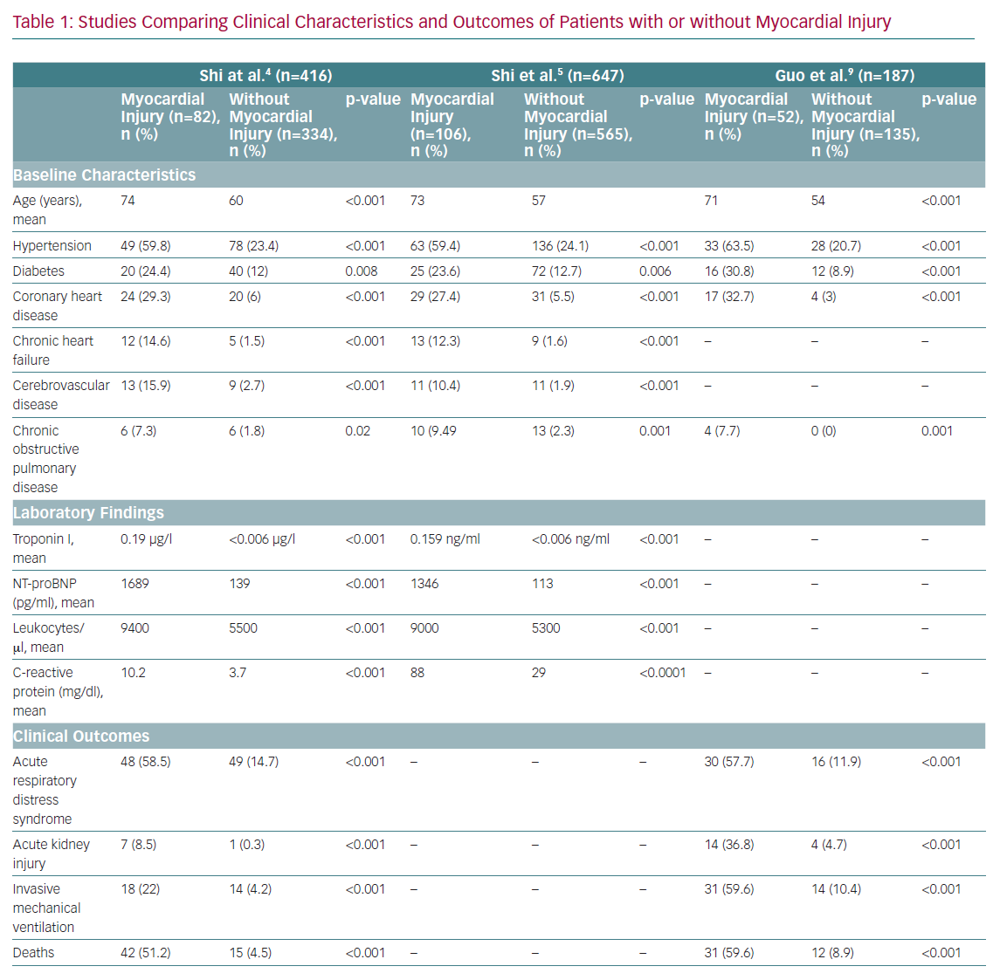 Table 1: Studies Comparing Clinical Characteristics and Outcomes of Patients with or without Myocardial Injury
Shi at al.4 (n=416) Shi et al.5 (n=647) Guo et al.9 (n=187)
Myocardial Without p-value Myocardial Without p-value Myocardial Without p-value
Injury (n=82), Myocardial Injury Myocardial Injury (n=52), Myocardial
n (%) Injury (n=334), (n=106), Injury (n=565), n (%) Injury (n=135),
n (%) n (%) n (%) n (%)
Baseline Characteristics
Age (years), 74 60 <0.001 73 57 71 54 <0.001
mean
Hypertension 49 (59.8) 78 (23.4) <0.001 63 (59.4) 136 (24.1) <0.001 33 (63.5) 28 (20.7) <0.001
Diabetes 20 (24.4) 40 (12) 0.008 25 (23.6) 72 (12.7) 0.006 16 (30.8) 12 (8.9) <0.001
Coronary heart 24 (29.3) 20 (6) <0.001 29 (27.4) 31 (5.5) <0.001 17 (32.7) 4 (3) <0.001
disease
Chronic heart 12 (14.6) 5 (1.5) <0.001 13 (12.3) 9 (1.6) <0.001 – – –
failure
Cerebrovascular 13 (15.9) 9 (2.7) <0.001 11 (10.4) 11 (1.9) <0.001 – – –
disease
Chronic 6 (7.3) 6 (1.8) 0.02 10 (9.49 13 (2.3) 0.001 4 (7.7) 0 (0) 0.001
obstructive
pulmonary
disease
Laboratory Findings
Troponin I, 0.19 µg/l <0.006 µg/l <0.001 0.159 ng/ml <0.006 ng/ml <0.001 – – –
mean
NT-proBNP 1689 139 <0.001 1346 113 <0.001 – – –
(pg/ml), mean
Leukocytes/ 9400 5500 <0.001 9000 5300 <0.001 – – –
µl, mean
C-reactive 10.2 3.7 <0.001 88 29 <0.0001 – – –
protein (mg/dl),
mean
Clinical Outcomes
Acute 48 (58.5) 49 (14.7) <0.001 – – – 30 (57.7) 16 (11.9) <0.001
respiratory
distress
syndrome
Acute kidney 7 (8.5) 1 (0.3) <0.001 – – – 14 (36.8) 4 (4.7) <0.001
injury
Invasive 18 (22) 14 (4.2) <0.001 – – – 31 (59.6) 14 (10.4) <0.001
mechanical
ventilation
Deaths 42 (51.2) 15 (4.5) <0.001 – – – 31 (59.6) 12 (8.9) <0.001